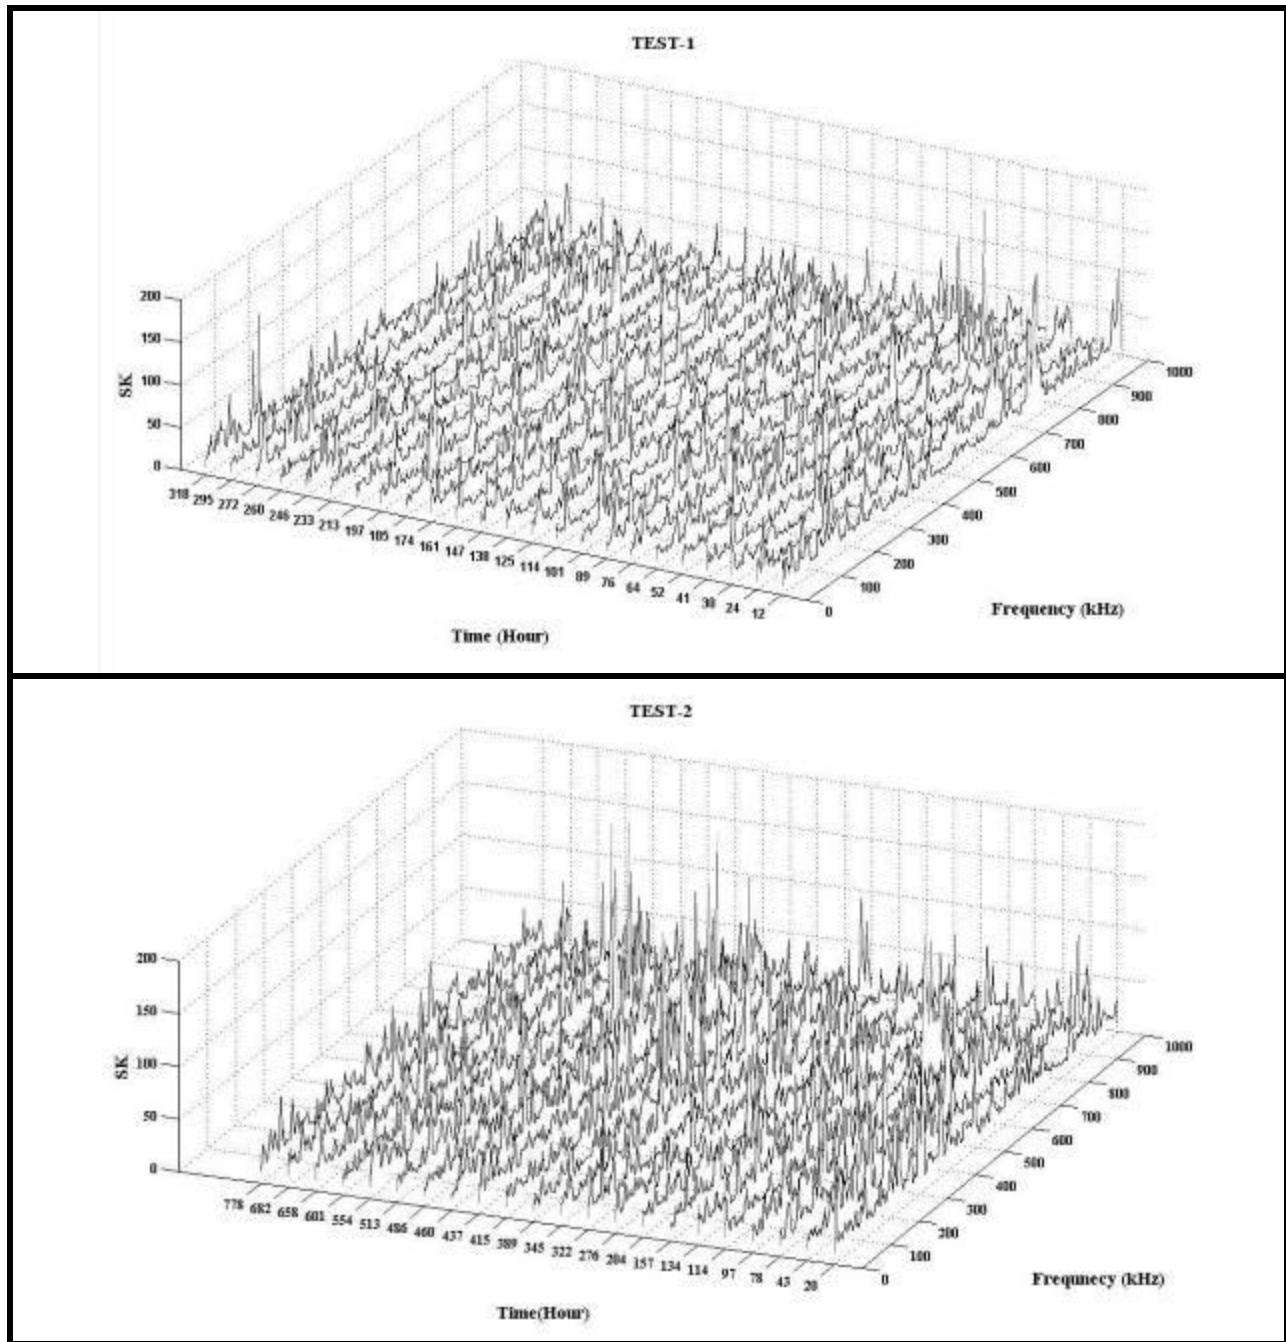 TEST-1
200
150
100
50
0
SK
318 295 272 260 246 233 213 197 185 174 161 147 138 125 114 101 89 76 64 52 41 30 24 12
0 100 200 300 400 500 600 700 800 900 1000
Time (Hour)
Frequency (kHz)
TEST-2
200
150
100
50
0
SK
778 682 658 601 554 513 486 460 437 415 389 345 322 276 204 157 134 114 97 78 43 20
0 100 200 300 400 500 600 700 800 900 1000
Time(Hour)
Frequnecy (kHz)